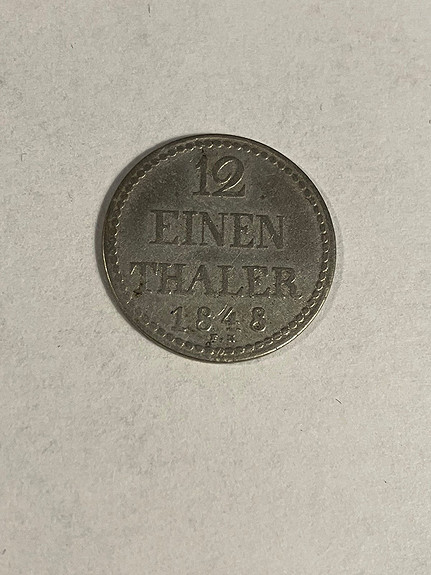 12
EINEN
THALER
1848